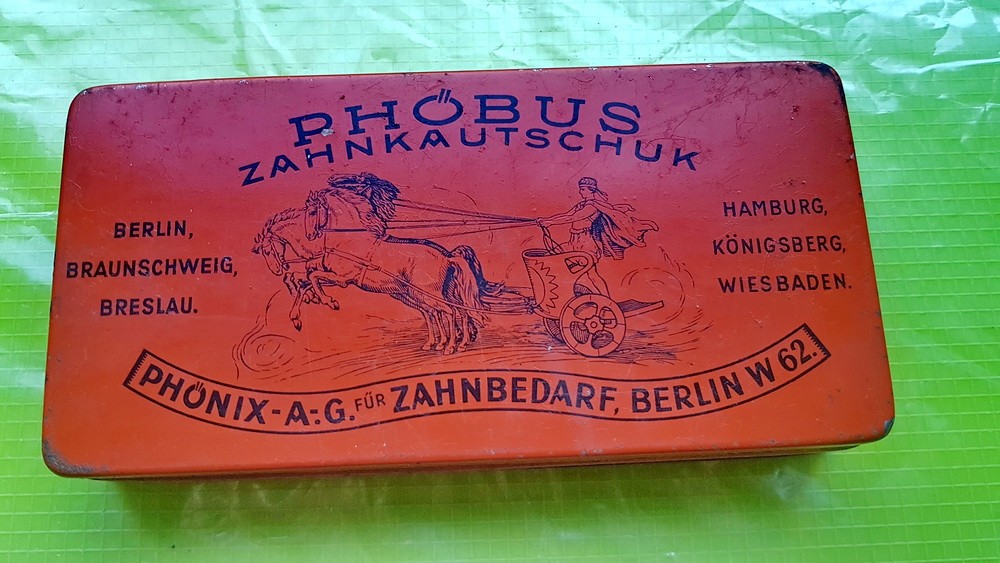 PHÖBUS
ZAHNKAUTSCHUK
BERLIN,
BRAUNSCHWEIG,
BRESLAU.
HAMBURG,
KÖNIGSBERG,
WIESBADEN.
PHÖNIX-A.-G. FÜR ZAHNBEDARF, BERLIN W 62.